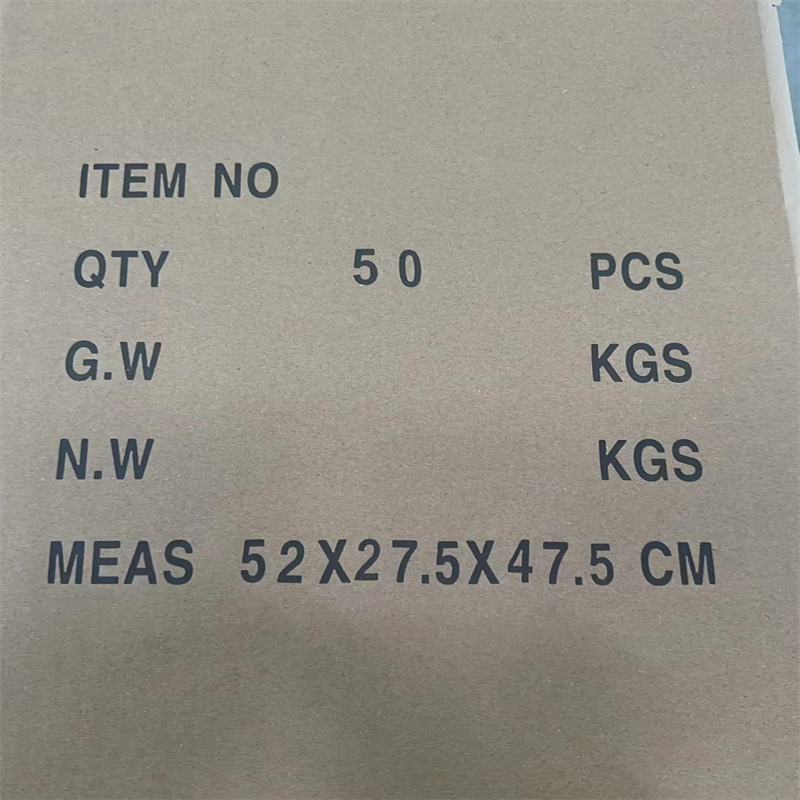 ITEM NO
QTY 50 PCS
G.W KGS
N.W KGS
MEAS 52X27.5X47.5 CM